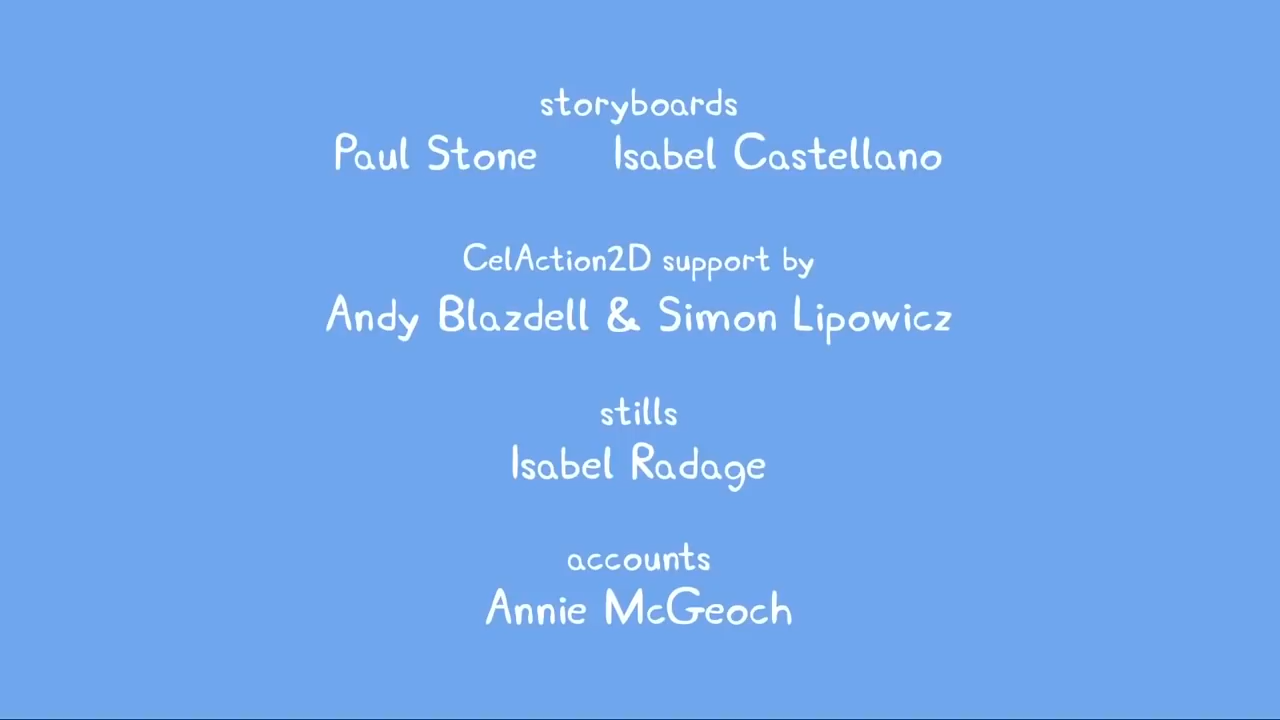 storyboards
Paul Stone Isabel Castellano
CelAction2D support by
Andy Blazdell & Simon Lipowicz
stills
Isabel Radage
accounts
Annie McGeoch